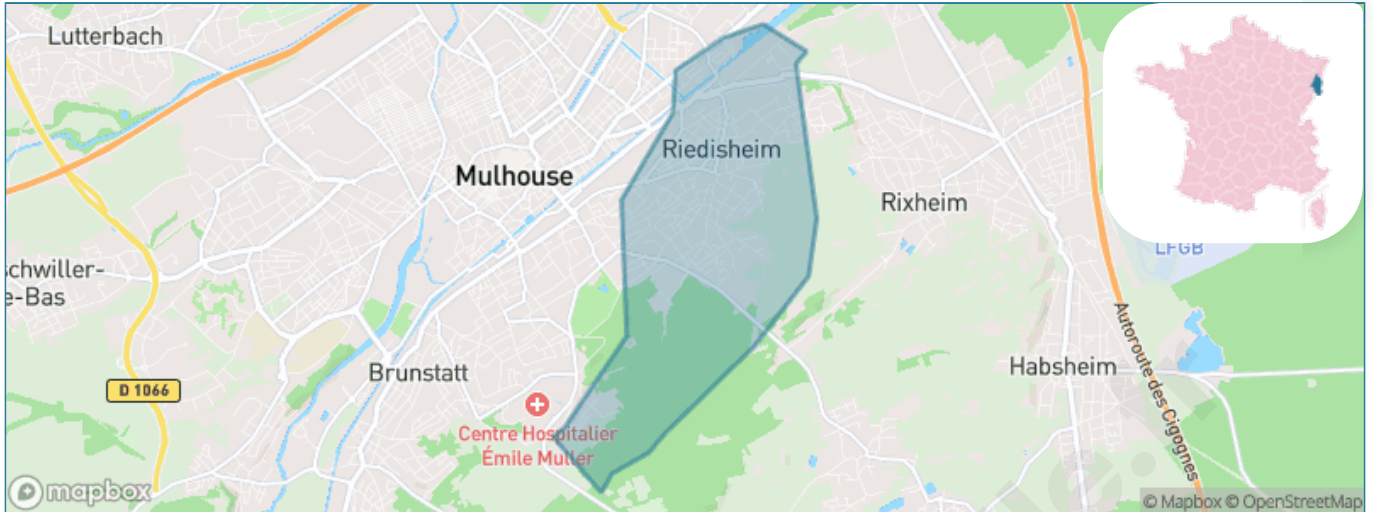 Lutterbach
Riedisheim
Mulhouse
Rixheim
LFGB
schwiller-
e-Bas
Autoroute des Cigognes
Brunstatt
Habsheim
D 1066
Centre Hospitalier
Émile Muller
mapbox
© Mapbox © OpenStreetMap